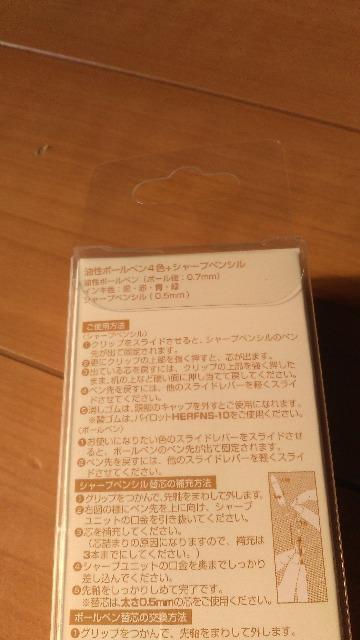 油性ボールペン4色+シャープペンシル
油性ボールペン(ボール径:0.7mm)
インキ色:黒・赤・青・緑
シャープペンシル(0.5mm)
ご使用方法
(シャープペンシル)
❶クリップをスライドさせると、シャープペンシルのペン
先が出て固定されます。
❷更にクリップの上部を強く押すと、芯が出ます。
❸出ている芯を戻すには、クリップの上部を強く押した
まま、机の上など硬い面に押し当てて戻してください。
❹ペン先を戻すには、他のスライドレバーを軽くスライ
ドさせてください。
❺消しゴムは、頭部のキャップを外すとご使用になれます。
※替ゴムは、パイロットHERFNS-10をご使用ください。
(ボールペン)
❶お使いになりたい色のスライドレバーをスライドさせ
ると、ボールペンのペン先が出て固定されます。
❷ペン先を戻すには、他のスライドレバーを軽くスライ
ドさせてください。
シャープペンシル替芯の補充方法
❶グリップをつかんで、先軸をまわして外します。
❷右図の様にペン先を上に向け、シャープ
ユニットの口金を引き抜いてください。
❸芯を補充してください。
(芯詰まりの原因になりますので、補充は
3本までにしてください。)
❹シャープユニットの口金を奥までしっかり
差し込んでください。
❺先軸をしっかりしめて完了です。
※替芯は太さ0.5mmの芯をご使用ください。
ボールペン替芯の交換方法
❶グリップをつかんで、先軸をまわして外します。